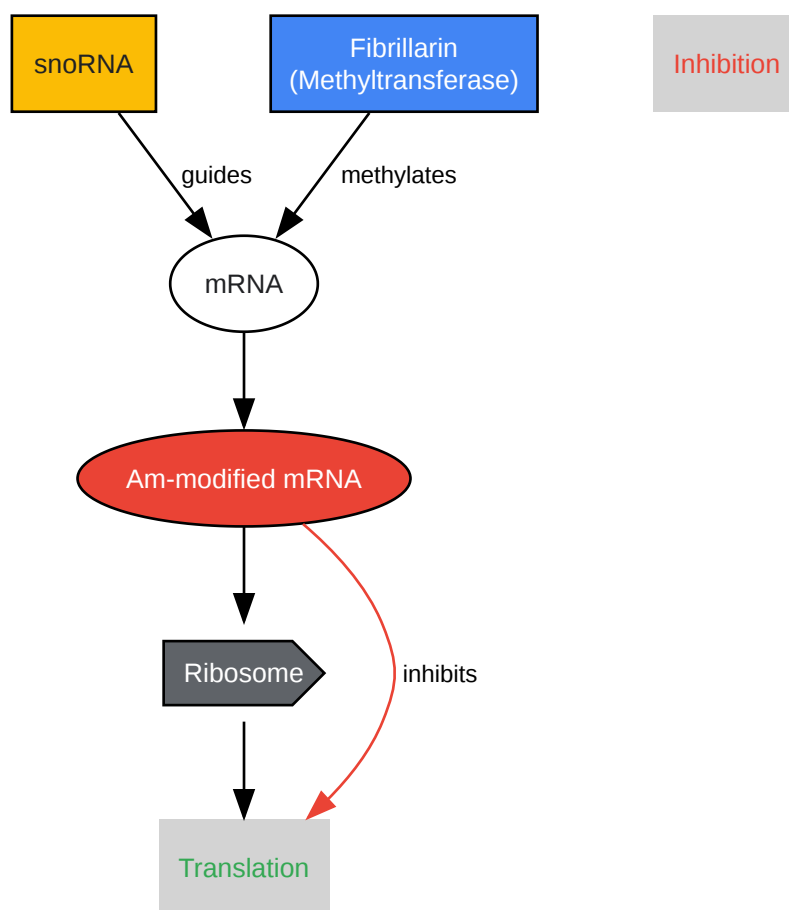 snoRNA
Fibrillarin
(Methyltransferase)
Inhibition
guides
methylates
mRNA
Am-modified mRNA
Ribosome
inhibits
Translation